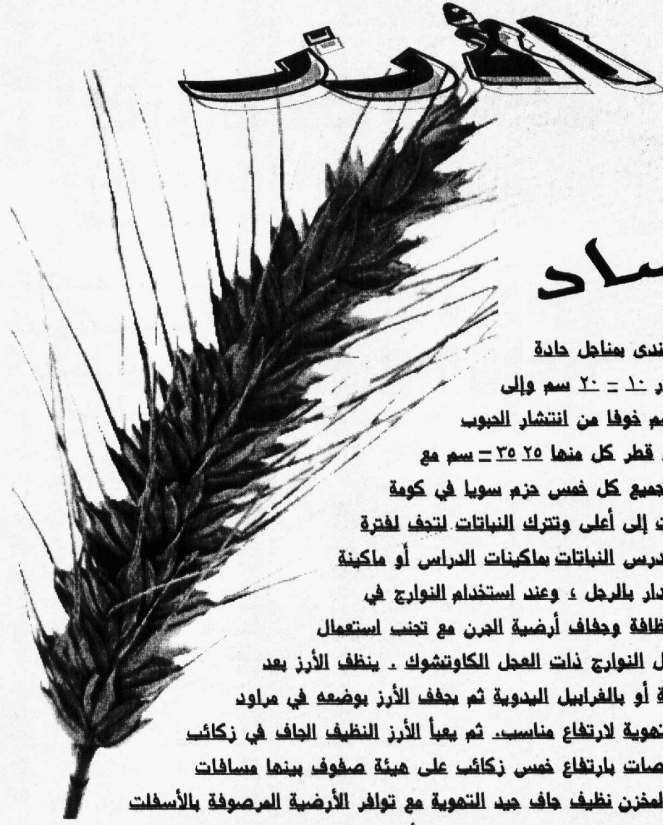 الأرز
ساد
ندى بمناجل حادة
ر ١٠ = ٢٠ سم وإلى
سم خوفا من انتشار الحبوب
قطر كل منها ٢٥ ٣٥ = سم مع
جميع كل خمس حزم سويا في كومة
ت إلى أعلى وتترك النباتات لتجف لفترة
درس النباتات بماكينات الدراس أو ماكينة
دار بالرجل ، وعند استخدام النوارج في
ظافة وجفاف أرضية الجرن مع تجنب استعمال
ل النوارج ذات العجل الكاوتشوك . ينظف الأرز بعد
ة أو بالغرابيل اليدوية ثم يجفف الأرز بوضعه في مراود
تهوية لارتفاع مناسب. ثم يعبأ الأرز النظيف الجاف في زكائب
صات بارتفاع خمس زكائب على هيئة صفوف بينها مسافات
لمخزن نظيف جاف جيد التهوية مع توافر الأرضية المرصوفة بالأسفلت